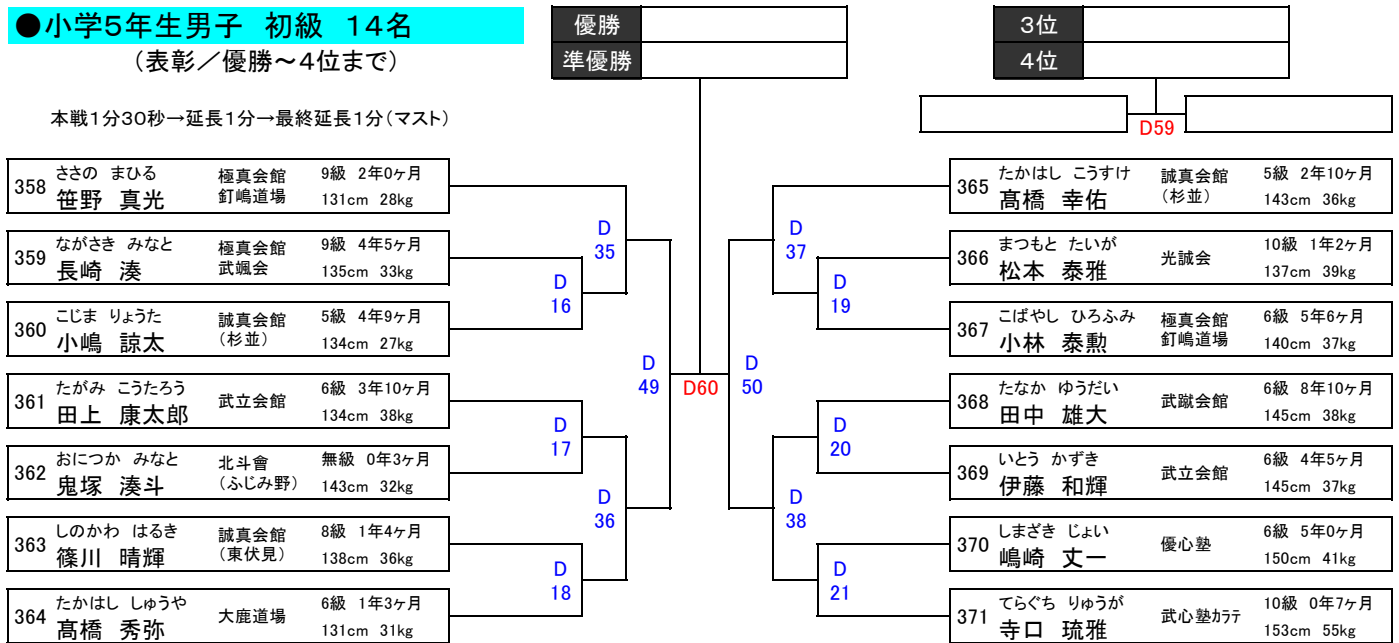 ●小学5年生男子 初級 14名
(表彰／優勝～4位まで)
本戦1分30秒→延長1分→最終延長1分(マスト)
優勝
準優勝
3位
4位
D59
358 ささの まひる 極真会館 9級 2年0ヶ月
笹野 真光 釘嶋道場 131cm 28kg
359 ながさき みなと 極真会館 9級 4年5ヶ月
長崎 湊 武颯会 135cm 33kg
360 こじま りょうた 誠真会館 5級 4年9ヶ月
小嶋 諒太 (杉並) 134cm 27kg
361 たがみ こうたろう 武立会館 6級 3年10ヶ月
田上 康太郎 134cm 38kg
362 おにつか みなと 北斗會 無級 0年3ヶ月
鬼塚 湊斗 (ふじみ野) 143cm 32kg
363 しのかわ はるき 誠真会館 8級 1年4ヶ月
篠川 晴輝 (東伏見) 138cm 36kg
364 たかはし しゅうや 大鹿道場 6級 1年3ヶ月
髙橋 秀弥 131cm 31kg
D
35
D
16
D
49
D
17
D
36
D
18
D60
D
50
D
37
D
19
D
20
D
38
D
21
365 たかはし こうすけ 誠真会館 5級 2年10ヶ月
髙橋 幸佑 (杉並) 143cm 36kg
366 まつもと たいが 光誠会 10級 1年2ヶ月
松本 泰雅 137cm 39kg
367 こばやし ひろふみ 極真会館 6級 5年6ヶ月
小林 泰勲 釘嶋道場 140cm 37kg
368 たなか ゆうだい 武蹴会館 6級 8年10ヶ月
田中 雄大 145cm 38kg
369 いとう かずき 武立会館 6級 4年5ヶ月
伊藤 和輝 145cm 37kg
370 しまざき じょい 優心塾 6級 5年0ヶ月
嶋崎 丈一 150cm 41kg
371 てらぐち りゅうが 武心塾カラテ 10級 0年7ヶ月
寺口 琉雅 153cm 55kg